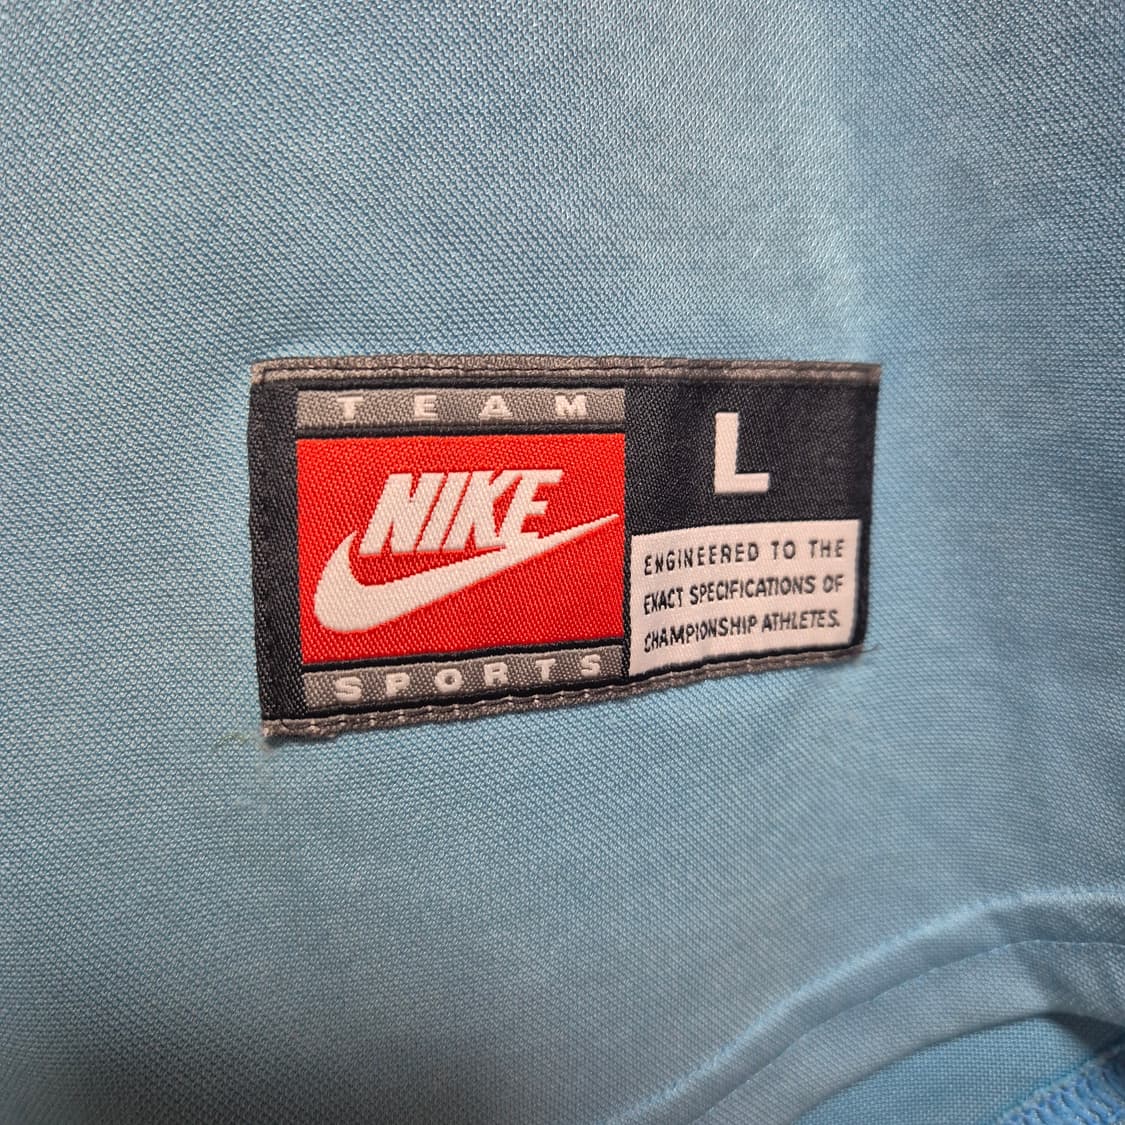 TEAM
NIKE
SPORTS
L
ENGINEERED TO THE
EXACT SPECIFICATIONS OF
CHAMPIONSHIP ATHLETES.